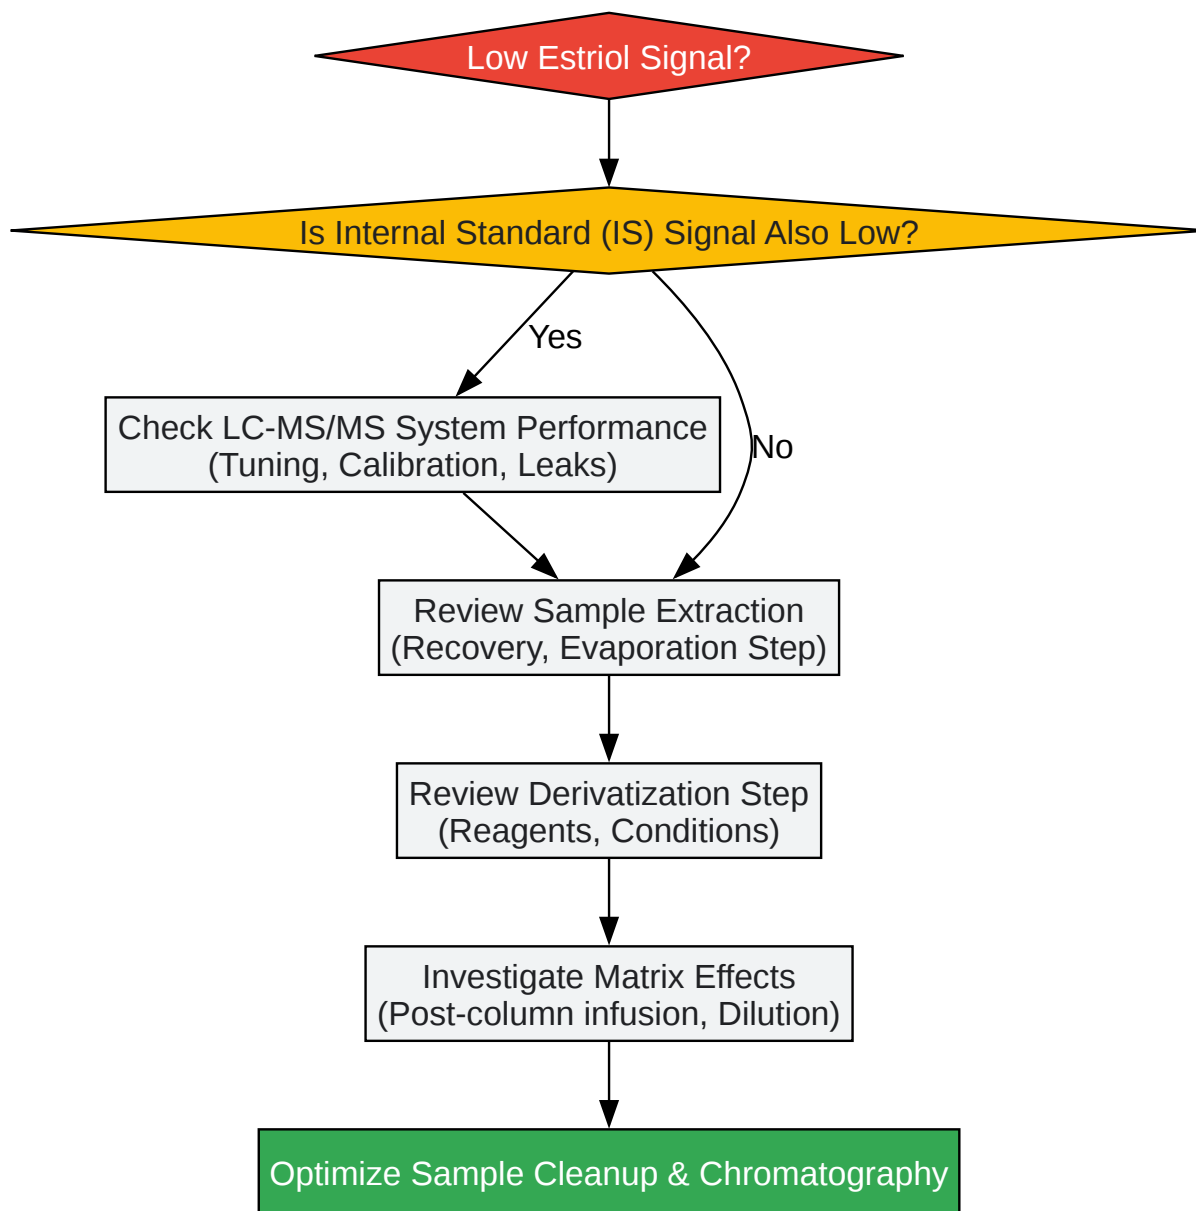 Low Estriol Signal?
Is Internal Standard (IS) Signal Also Low?
Yes
Check LC-MS/MS System Performance
(Tuning, Calibration, Leaks)
No
Review Sample Extraction
(Recovery, Evaporation Step)
Review Derivatization Step
(Reagents, Conditions)
Investigate Matrix Effects
(Post-column infusion, Dilution)
Optimize Sample Cleanup & Chromatography